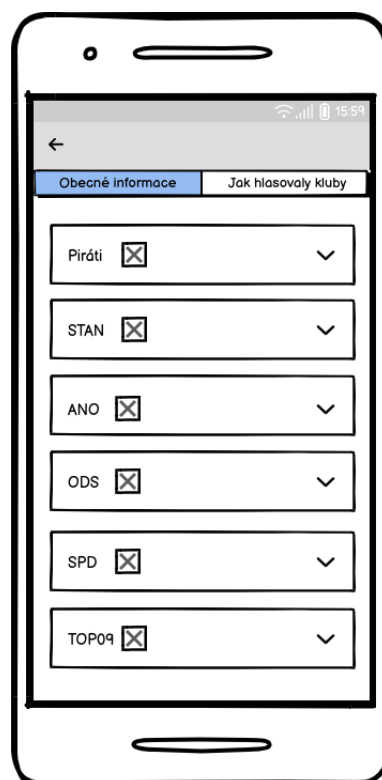 15:59
Obecné informace Jak hlasovaly kluby
Piráti
STAN
ANO
ODS
SPD
TOP09